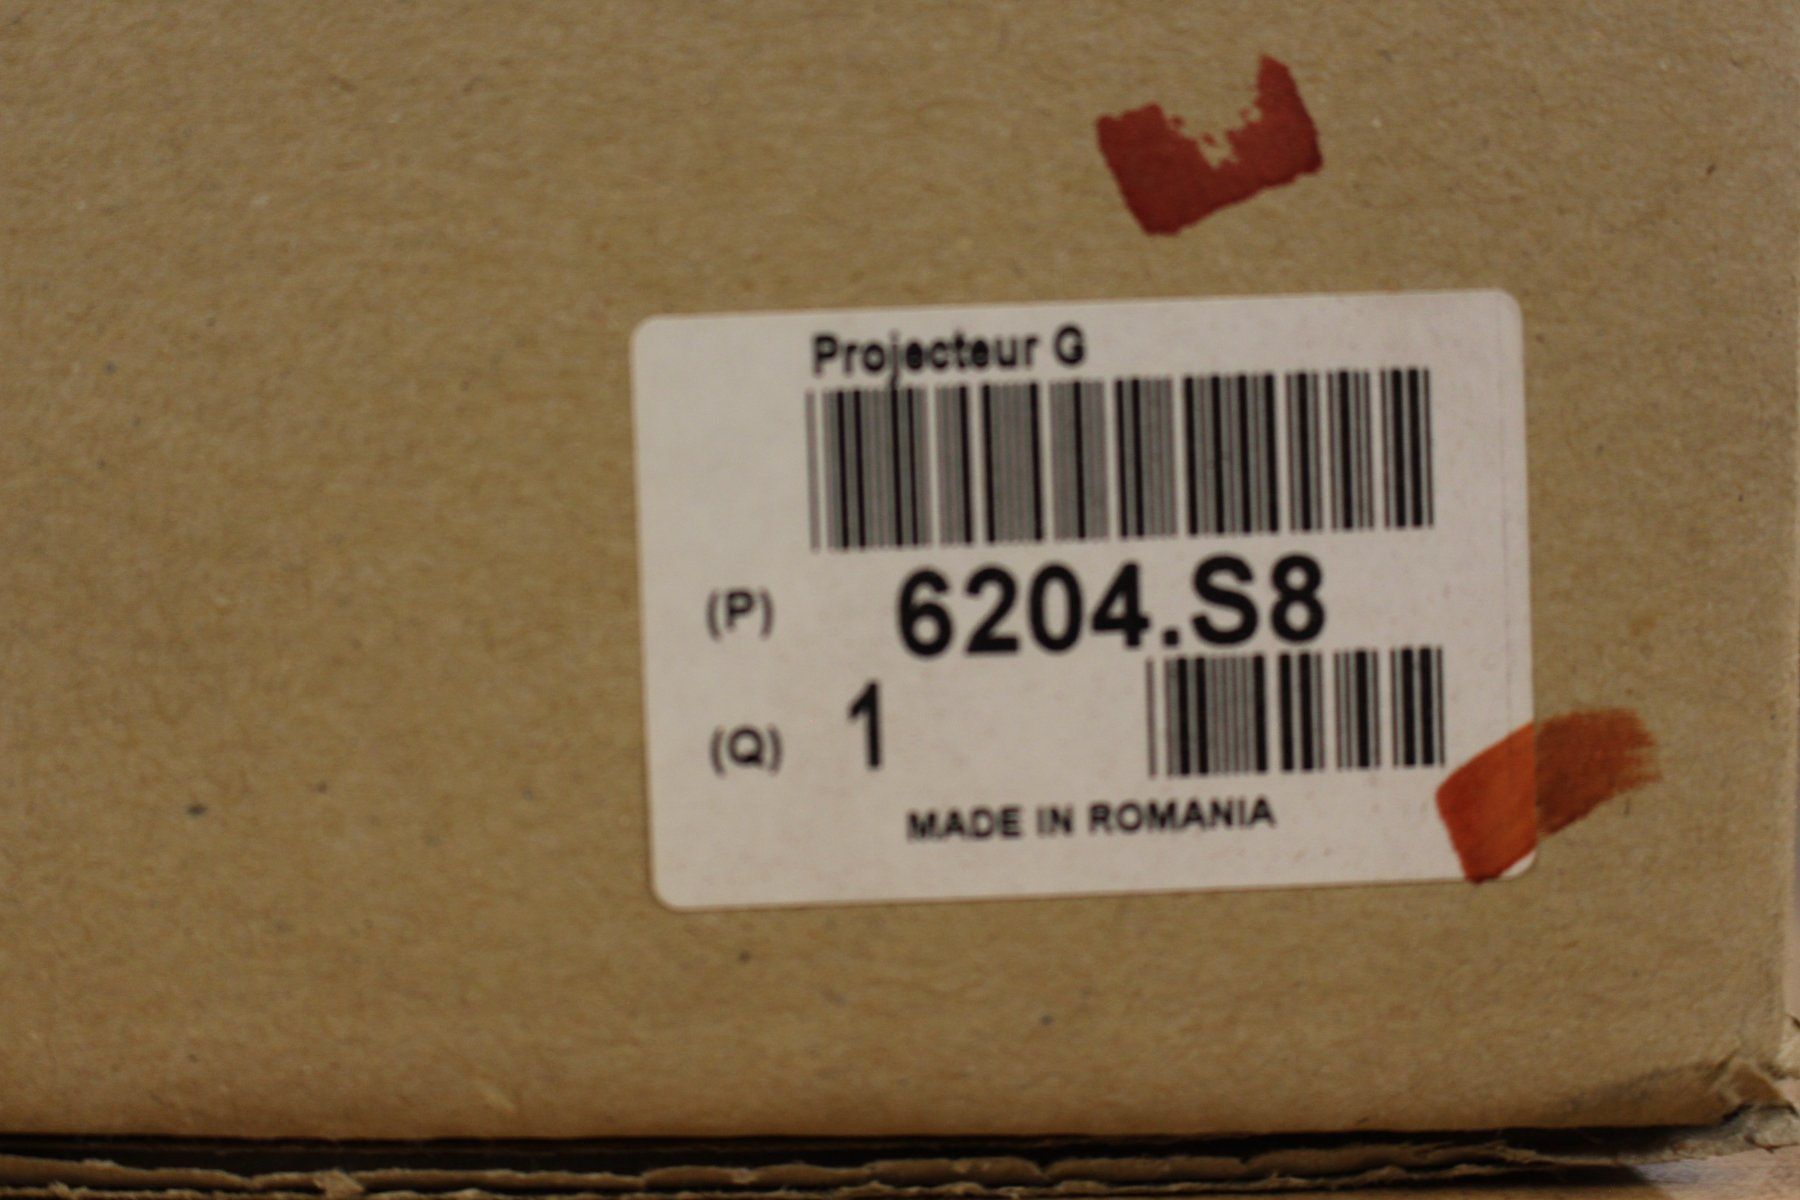 Projecteur G
(P) 6204.S8
(Q) 1
MADE IN ROMANIA